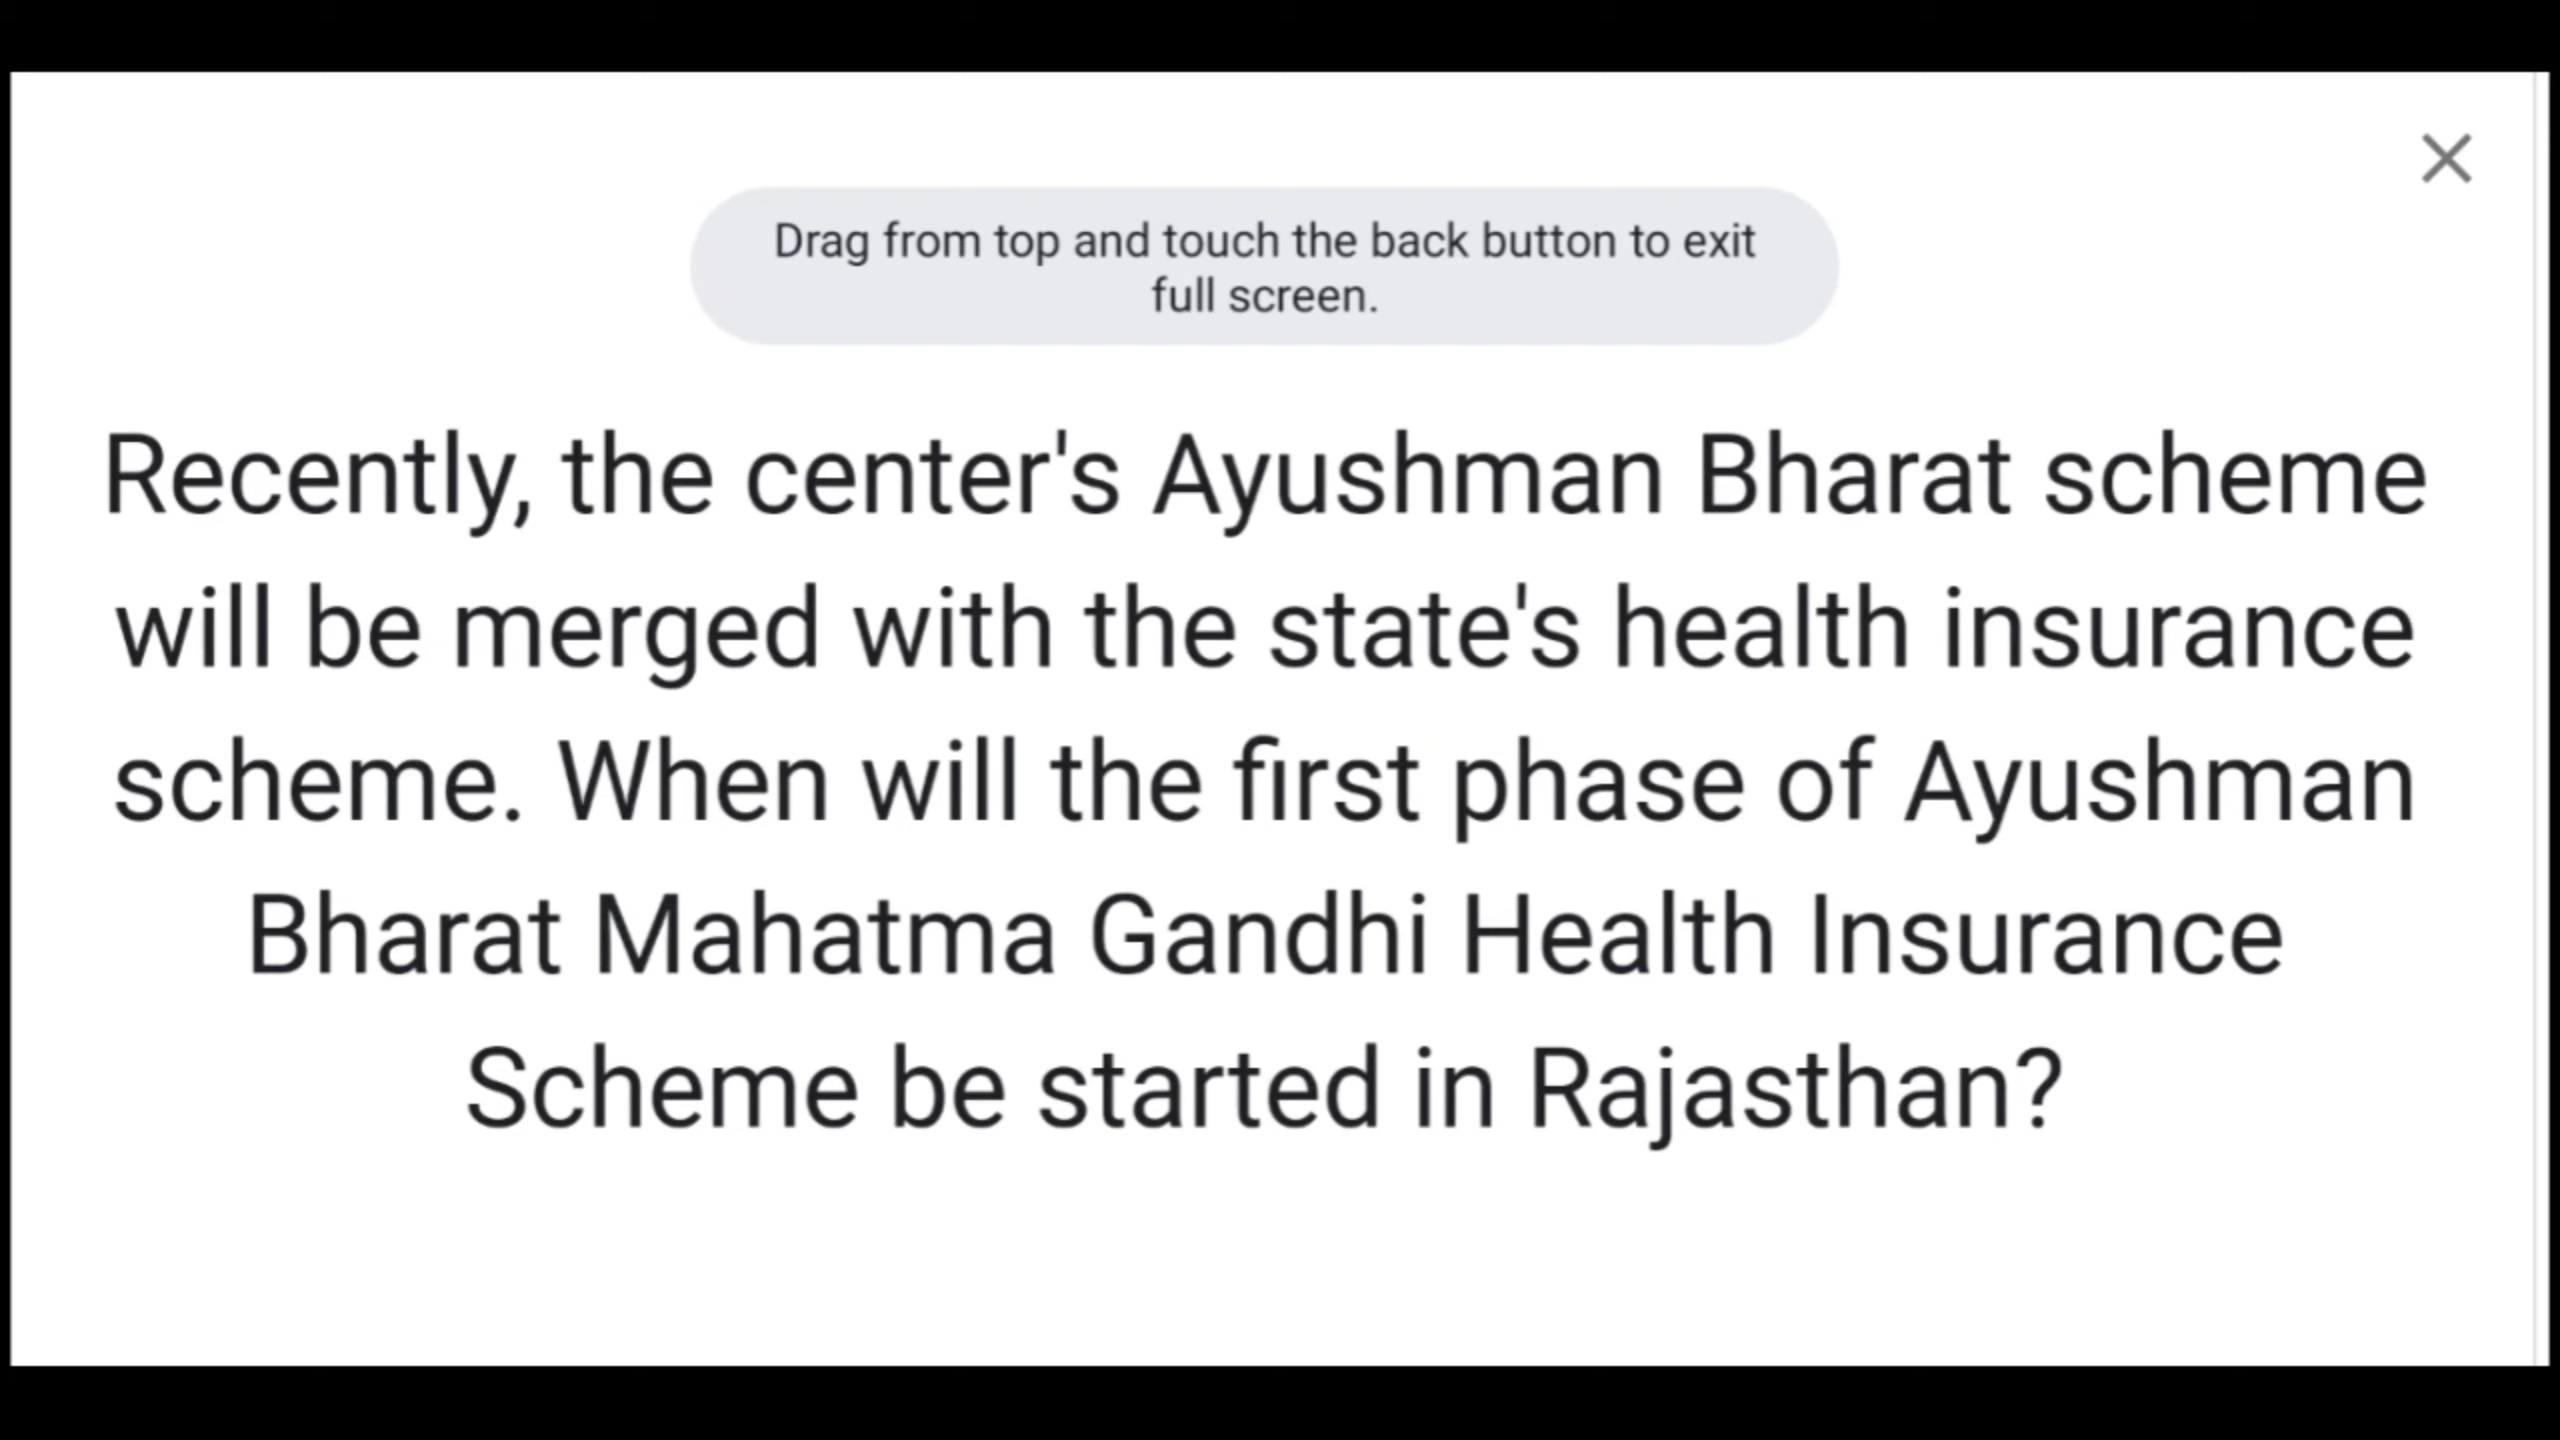 Drag from top and touch the back button to exit
full screen.
Recently, the center's Ayushman Bharat scheme
will be merged with the state's health insurance
scheme. When will the first phase of Ayushman
Bharat Mahatma Gandhi Health Insurance
Scheme be started in Rajasthan?